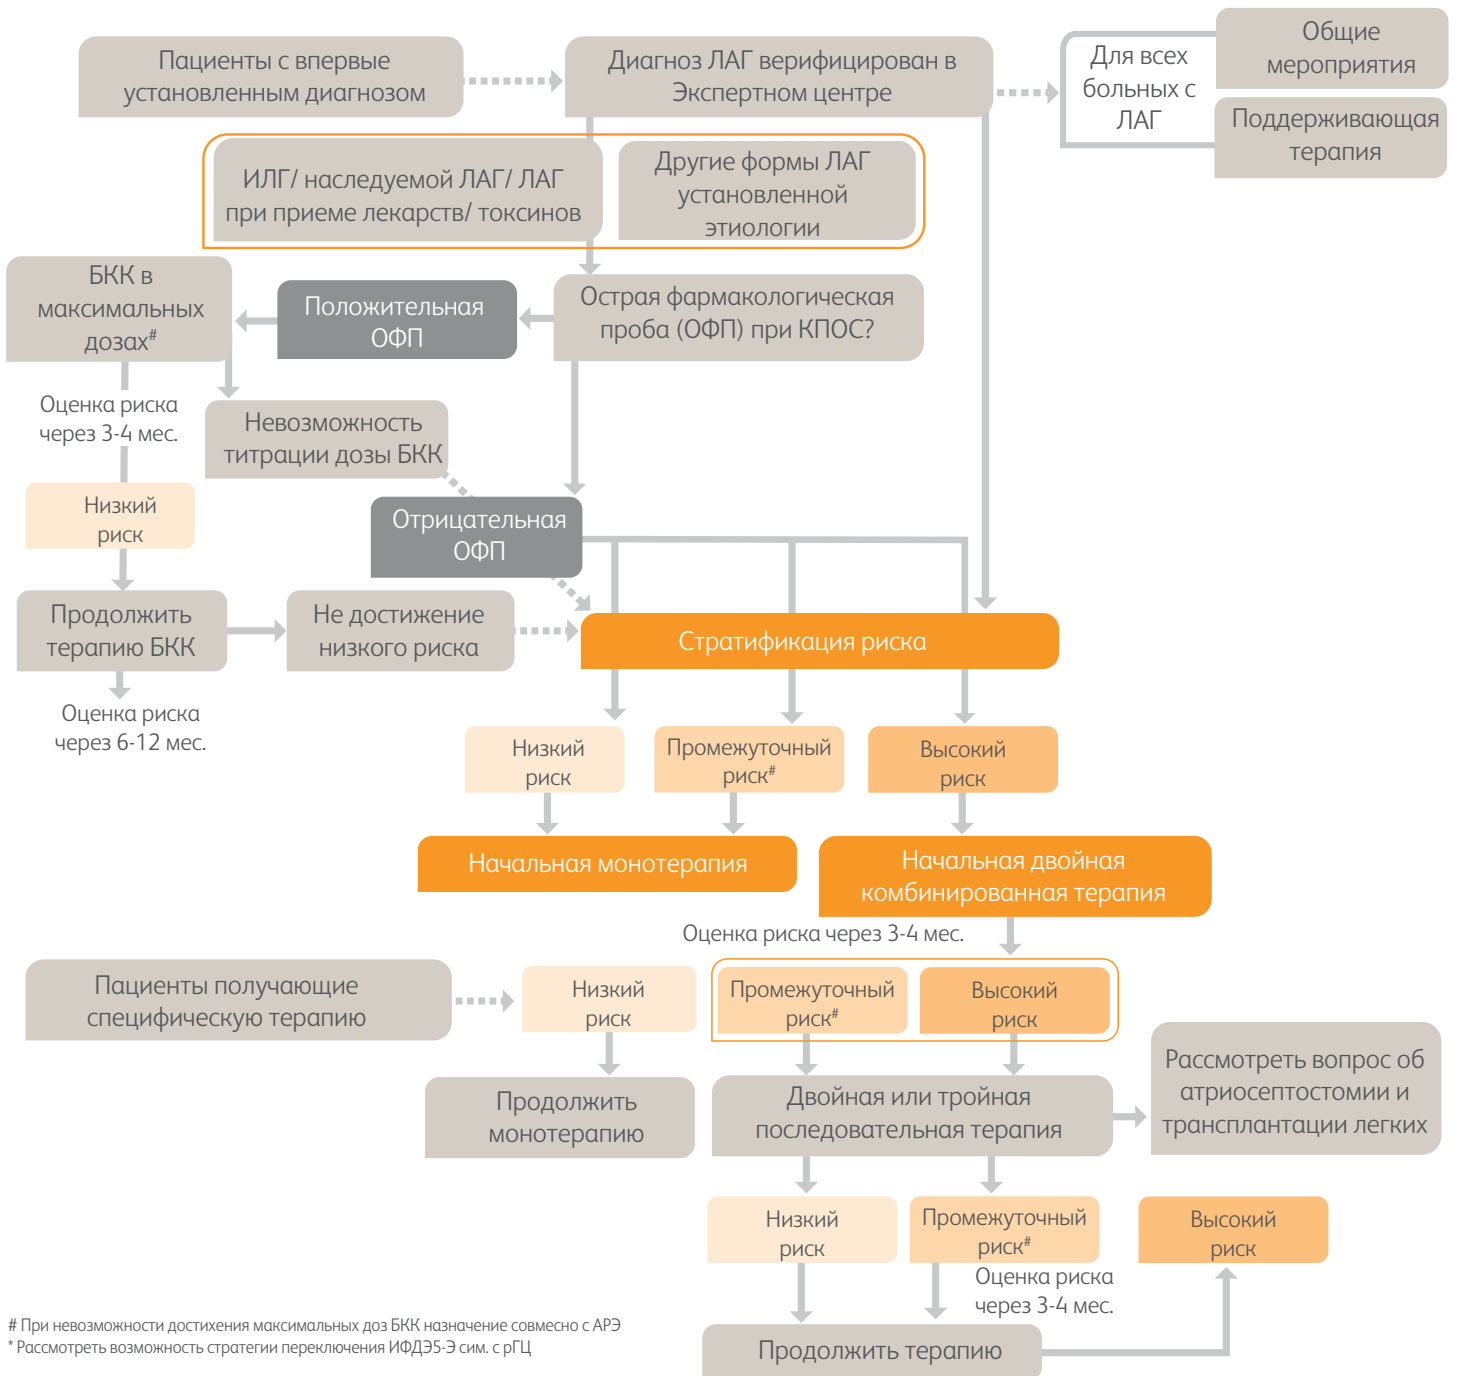 Пациенты с впервые
установленным диагнозом
Диагноз ЛАГ верифицирован в
Экспертном центре
Для всех
больных с
ЛАГ
Общие
мероприятия
Поддерживающая
терапия
ИЛГ/ наследуемой ЛАГ/ ЛАГ
при приеме лекарств/ токсинов
Другие формы ЛАГ
установленной
этиологии
БКК в
максимальных
дозах#
Положительная
ОФП
Острая фармакологическая
проба (ОФП) при КПОС?
Оценка риска
через 3-4 мес.
Невозможность
титрации дозы БКК
Низкий
риск
Отрицательная
ОФП
Продолжить
терапию БКК
Не достижение
низкого риска
Стратификация риска
Оценка риска
через 6-12 мес.
Низкий
риск
Промежуточный
риск#
Высокий
риск
Начальная монотерапия
Начальная двойная
комбинированная терапия
Оценка риска через 3-4 мес.
Пациенты получающие
специфическую терапию
Низкий
риск
Промежуточный
риск#
Высокий
риск
Продолжить
монотерапию
Двойная или тройная
последовательная терапия
Рассмотреть вопрос об
атриосептостомии и
трансплантации легких
Низкий
риск
Промежуточный
риск#
Высокий
риск
Оценка риска
через 3-4 мес.
Продолжить терапию
# При невозможности достихения максимальных доз БКК назначение совмесно с АРЭ
* Рассмотреть возможность стратегии переключения ИФДЭ5-Э сим. с рГЦ